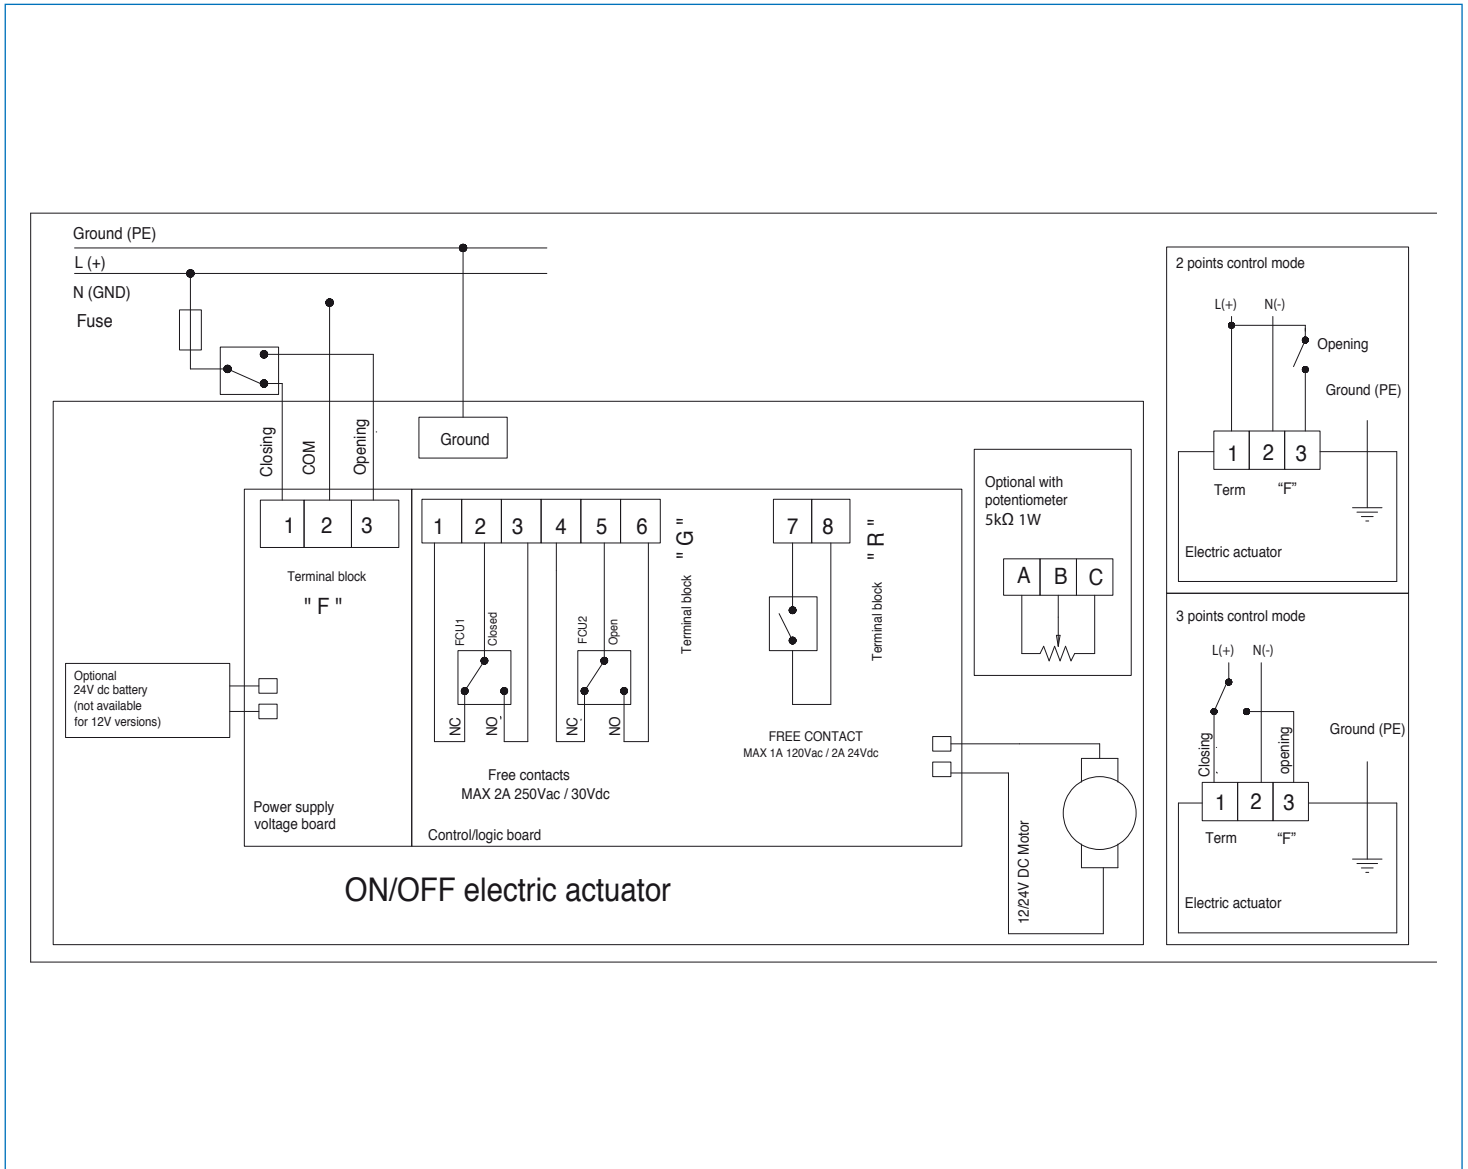 Ground (PE)
L (+)
N (GND)
Fuse
Closing
COM
Opening
Ground
1 2 3
Terminal block
" F "
1 2 3 4 5 6
Terminal block " G "
FCU1
Closed
FCU2
Open
NC
NO
NC
NO
Free contacts
MAX 2A 250Vac / 30Vdc
7 8
Terminal block " R "
FREE CONTACT
MAX 1A 120Vac / 2A 24Vdc
Optional with
potentiometer
5kΩ 1W
A B C
Optional
24V dc battery
(not available
for 12V versions)
Power supply
voltage board
Control/logic board
12/24V DC Motor
ON/OFF electric actuator
2 points control mode
L(+) N(-)
Opening
Ground (PE)
1 2 3
Term “F”
Electric actuator
3 points control mode
L(+) N(-)
Closing
opening
Ground (PE)
1 2 3
Term “F”
Electric actuator